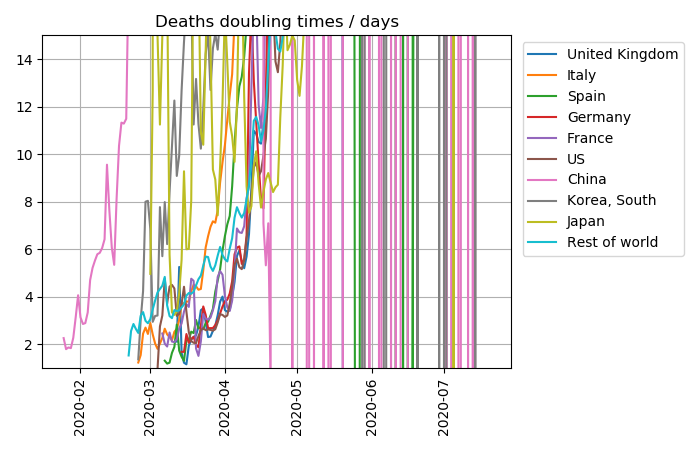 Deaths doubling times / days
14
12
10
8
6
4
2
2020-02
2020-03
2020-04
2020-05
2020-06
2020-07
United Kingdom
Italy
Spain
Germany
France
US
China
Korea, South
Japan
Rest of world